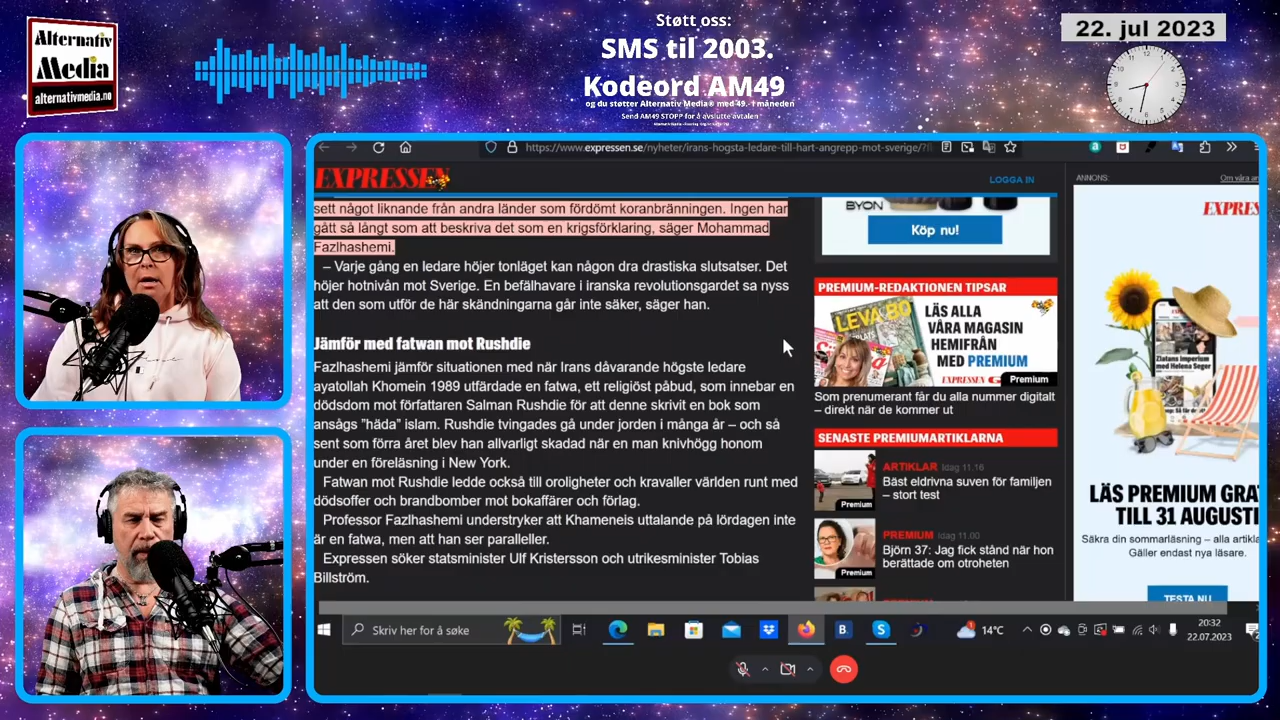 Alternativ
Media
alternativmedia.no
Støtt oss:
SMS til 2003.
Kodeord AM49
og du støtter Alternativ Media® med 49,- i måneden
Send AM49 STOPP for å avslutte avtalen
22. jul 2023
https://www.expressen.se/nyheter/irans-hogsta-ledare-till-hart-angrepp-mot-sverige/?fl
EXPRESSEN
LOGGA IN
sett något liknande från andra länder som fördömt koranbränningen. Ingen har
gått så långt som att beskriva det som en krigsförklaring, säger Mohammad
Fazlhashemi.
– Varje gång en ledare höjer tonläget kan någon dra drastiska slutsatser. Det
höjer hotnivån mot Sverige. En befälhavare i iranska revolutionsgardet sa nyss
att den som utför de här skändningarna går inte säker, säger han.
Jämför med fatwan mot Rushdie
Fazlhashemi jämför situationen med när Irans dåvarande högste ledare
ayatollah Khomein 1989 utfärdade en fatwa, ett religiöst påbud, som innebar en
dödsdom mot författaren Salman Rushdie för att denne skrivit en bok som
ansågs "häda" islam. Rushdie tvingades gå under jorden i många år – och så
sent som förra året blev han allvarligt skadad när en man knivhögg honom
under en föreläsning i New York.
Fatwan mot Rushdie ledde också till oroligheter och kravaller världen runt med
dödsoffer och brandbomber mot bokaffärer och förlag.
Professor Fazlhashemi understryker att Khameneis uttalande på lördagen inte
är en fatwa, men att han ser paralleller.
Expressen söker statsminister Ulf Kristersson och utrikesminister Tobias
Billström.
BYON
Köp nu!
PREMIUM-REDAKTIONEN TIPSAR
LEVA BO
LÄS ALLA
VÅRA MAGASIN
HEMIFRÅN
MED PREMIUM
EXPRESSEN
Premium
Som prenumerant får du alla nummer digitalt
– direkt när de kommer ut
SENASTE PREMIUMARTIKLARNA
ARTIKLAR Idag 11.16
Bäst eldrivna suven för familjen
– stort test
Premium
PREMIUM Idag 11.00
Björn 37: Jag fick stånd när hon
berättade om otroheten
Premium
ANNONS:
Om våra an
EXPRES
Zlatans imperium
med Helena Seger
LÄS PREMIUM GRA
TILL 31 AUGUSTI
Säkra din sommarläsning – alla artikla
Gäller endast nya läsare.
TESTA NU
Skriv her for å søke
14°C
20:32
22.07.2023